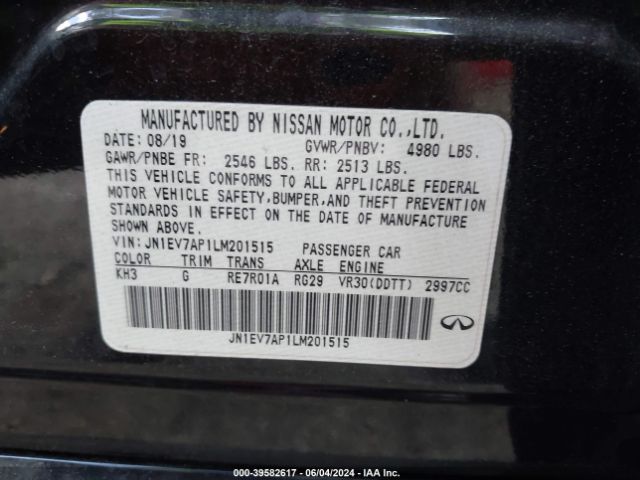 MANUFACTURED BY NISSAN MOTOR CO.,LTD.
DATE: 08/19 GVWR/PNBV: 4980 LBS.
GAWR/PNBE FR: 2546 LBS. RR: 2513 LBS.
THIS VEHICLE CONFORMS TO ALL APPLICABLE FEDERAL
MOTOR VEHICLE SAFETY,BUMPER,AND THEFT PREVENTION
STANDARDS IN EFFECT ON THE DATE OF MANUFACTURE
SHOWN ABOVE.
VIN: JN1EV7AP1LM201515 PASSENGER CAR
COLOR TRIM TRANS AXLE ENGINE
KH3 G RE7R01A RG29 VR30(DDTT) 2997CC
JN1EV7AP1LM201515
000-39582617 - 06/04/2024 - IAA Inc.